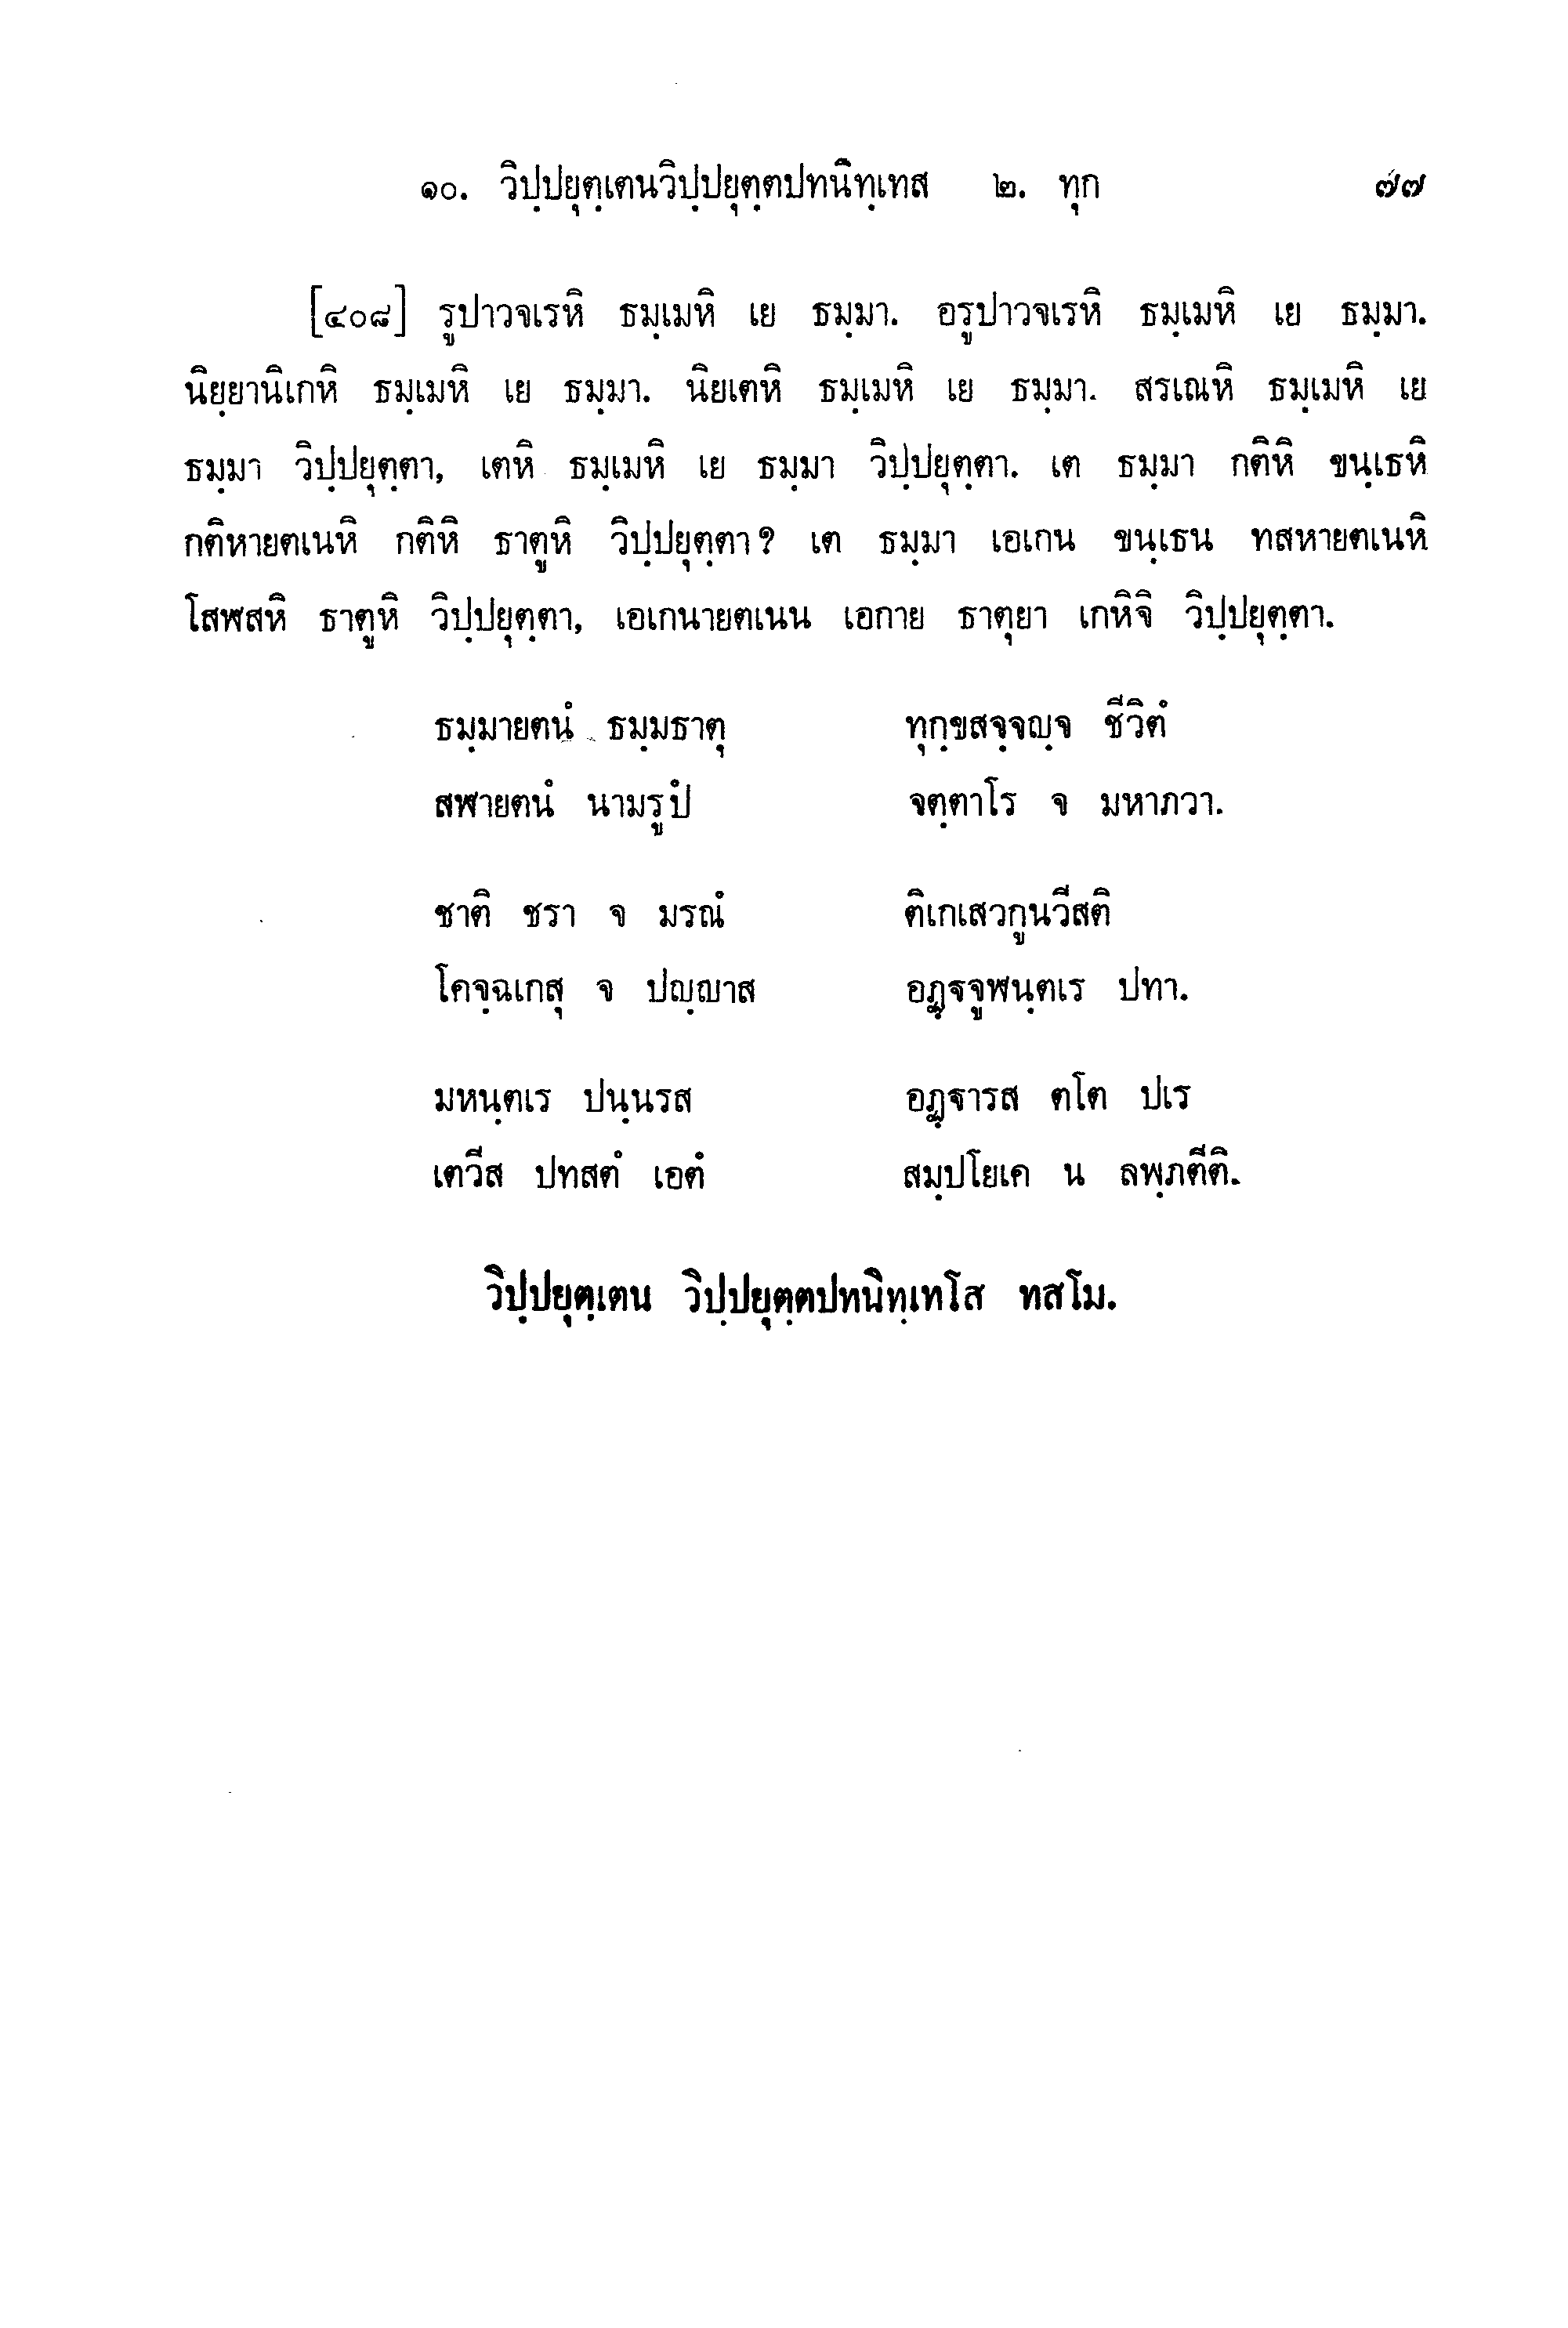 ๑๐. วิปฺปยุตฺเตนวิปฺปยุตฺตปทนิทฺเทส ๒. ทุก ๗๗
[๔๐๘] รูปาวจเรหิ ธมฺเมหิ เย ธมฺมา. อรูปาวจเรหิ ธมฺเมหิ เย ธมฺมา.
นิยฺยานิเกหิ ธมฺเมหิ เย ธมฺมา. นิยเตหิ ธมฺเมหิ เย ธมฺมา. สรเณหิ ธมฺเมหิ เย
ธมฺมา วิปฺปยุตฺตา, เตหิ ธมฺเมหิ เย ธมฺมา วิปฺปยุตฺตา. เต ธมฺมา กติหิ ขนฺเธหิ
กติหายตเนหิ กติหิ ธาตูหิ วิปฺปยุตฺตา? เต ธมฺมา เอเกน ขนฺเธน ทสหายตเนหิ
โสฬสหิ ธาตูหิ วิปฺปยุตฺตา, เอเกนายตเนน เอกาย ธาตุยา เกหิจิ วิปฺปยุตฺตา.
ธมฺมายตนํ ธมฺมธาตุ ทุกฺขสจฺจญฺจ ชีวิตํ
สฬายตนํ นามรูปํ จตฺตาโร จ มหาภวา.
ชาติ ชรา จ มรณํ ติเกเสวกูนวีสติ
โคจฺฉเกสุ จ ปญฺญาส อฏฺฐจูฬนฺตเร ปทา.
มหนฺตเร ปนฺนรส อฏฺฐารส ตโต ปเร
เตวีส ปทสตํ เอตํ สมฺปโยเค น ลพฺภตีติ.
วิปฺปยุตฺเตน วิปฺปยุตฺตปทนิทฺเทโส ทสโม.